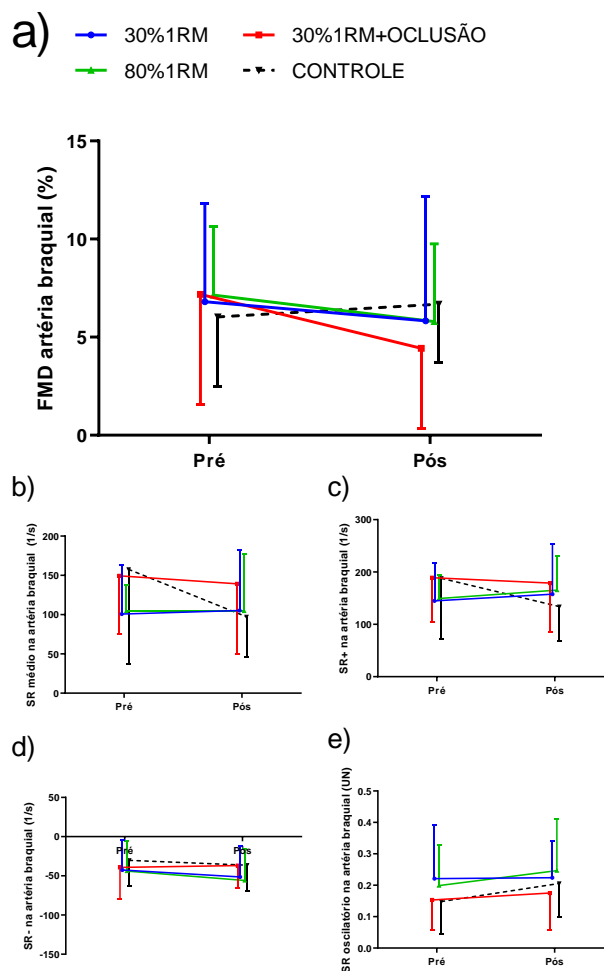 a)
30%1RM
30%1RM+OCLUSÃO
80%1RM
CONTROLE
FMD artéria braquial (%)
15
10
5
0
Pré
Pós
b)
SR médio na artéria braquial (1/s)
200
150
100
50
0
Pré
Pós
c)
SR+ na artéria braquial (1/s)
300
200
100
0
Pré
Pós
d)
SR- na artéria braquial (1/s)
50
0
-50
-100
-150
Pré
Pós
e)
SR oscilatório na artéria braquial (UN)
0.5
0.4
0.3
0.2
0.1
0.0
Pré
Pós